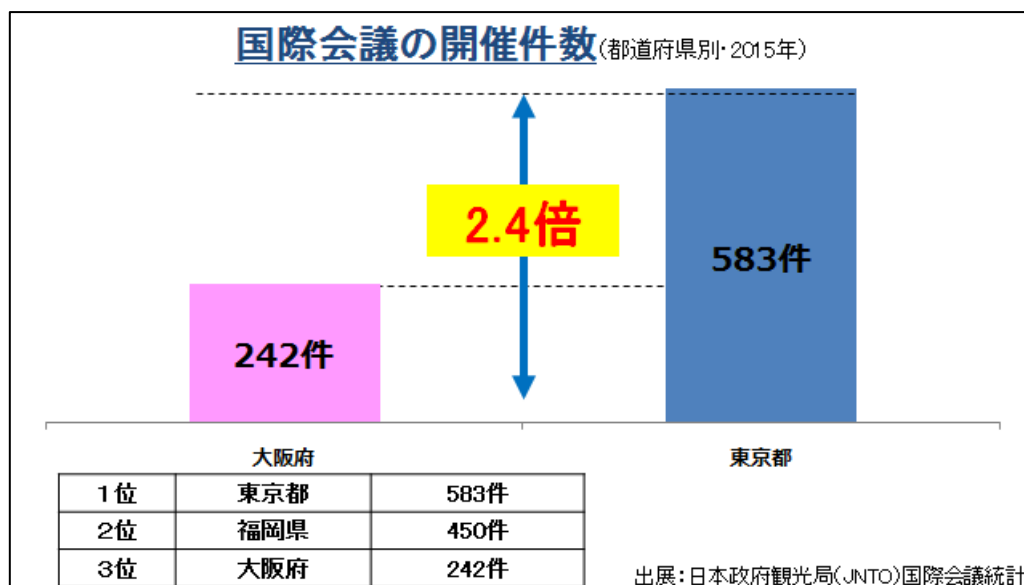 国際会議の開催件数(都道府県別・2015年)
2.4倍
583件
242件
大阪府
東京都
1位 東京都 583件
2位 福岡県 450件
3位 大阪府 242件
出展:日本政府観光局(JNTO)国際会議統計